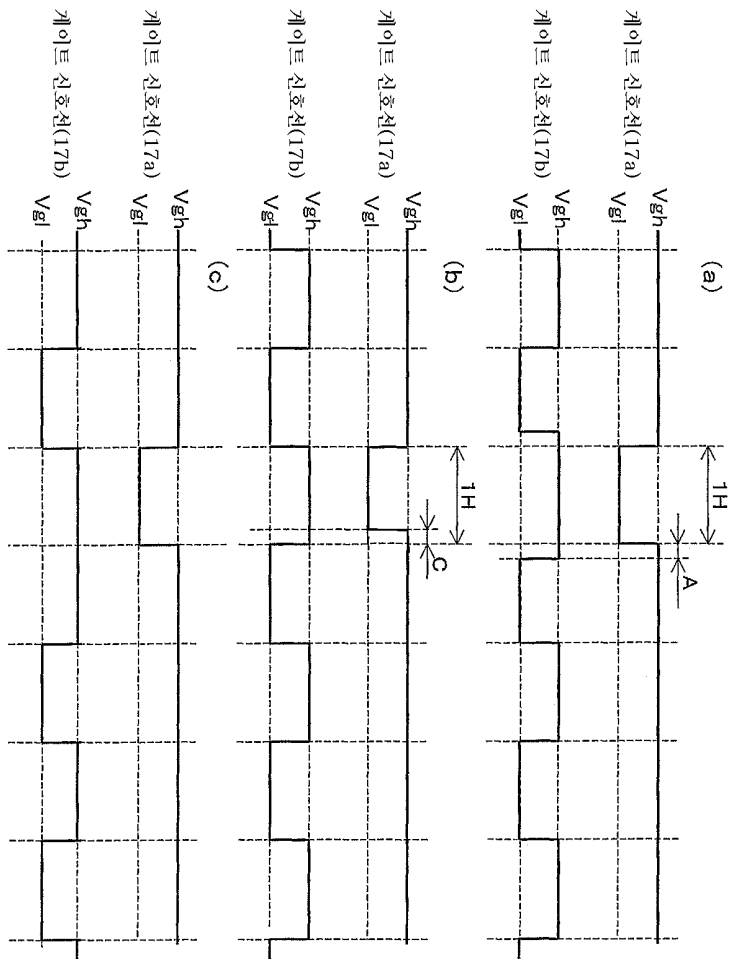 (a)
1H
A
게이트 신호선(17a)
Vgh
Vgl
게이트 신호선(17b)
Vgh
Vgl
(b)
1H
C
게이트 신호선(17a)
Vgh
Vgl
게이트 신호선(17b)
Vgh
Vgl
(c)
게이트 신호선(17a)
Vgh
Vgl
게이트 신호선(17b)
Vgh
Vgl